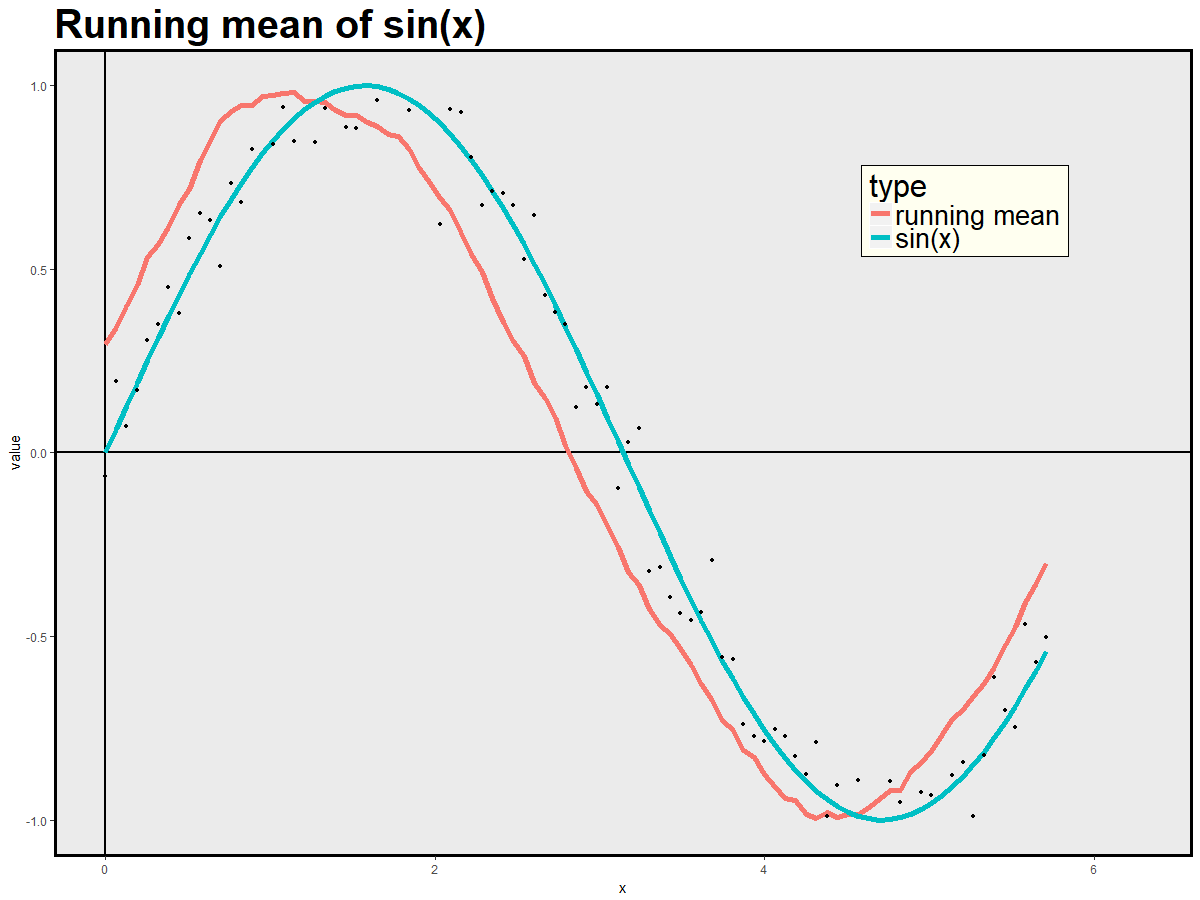 Running mean of sin(x)
1.0
0.5
0.0
-0.5
-1.0
value
type
running mean
sin(x)
0
2
4
6
x